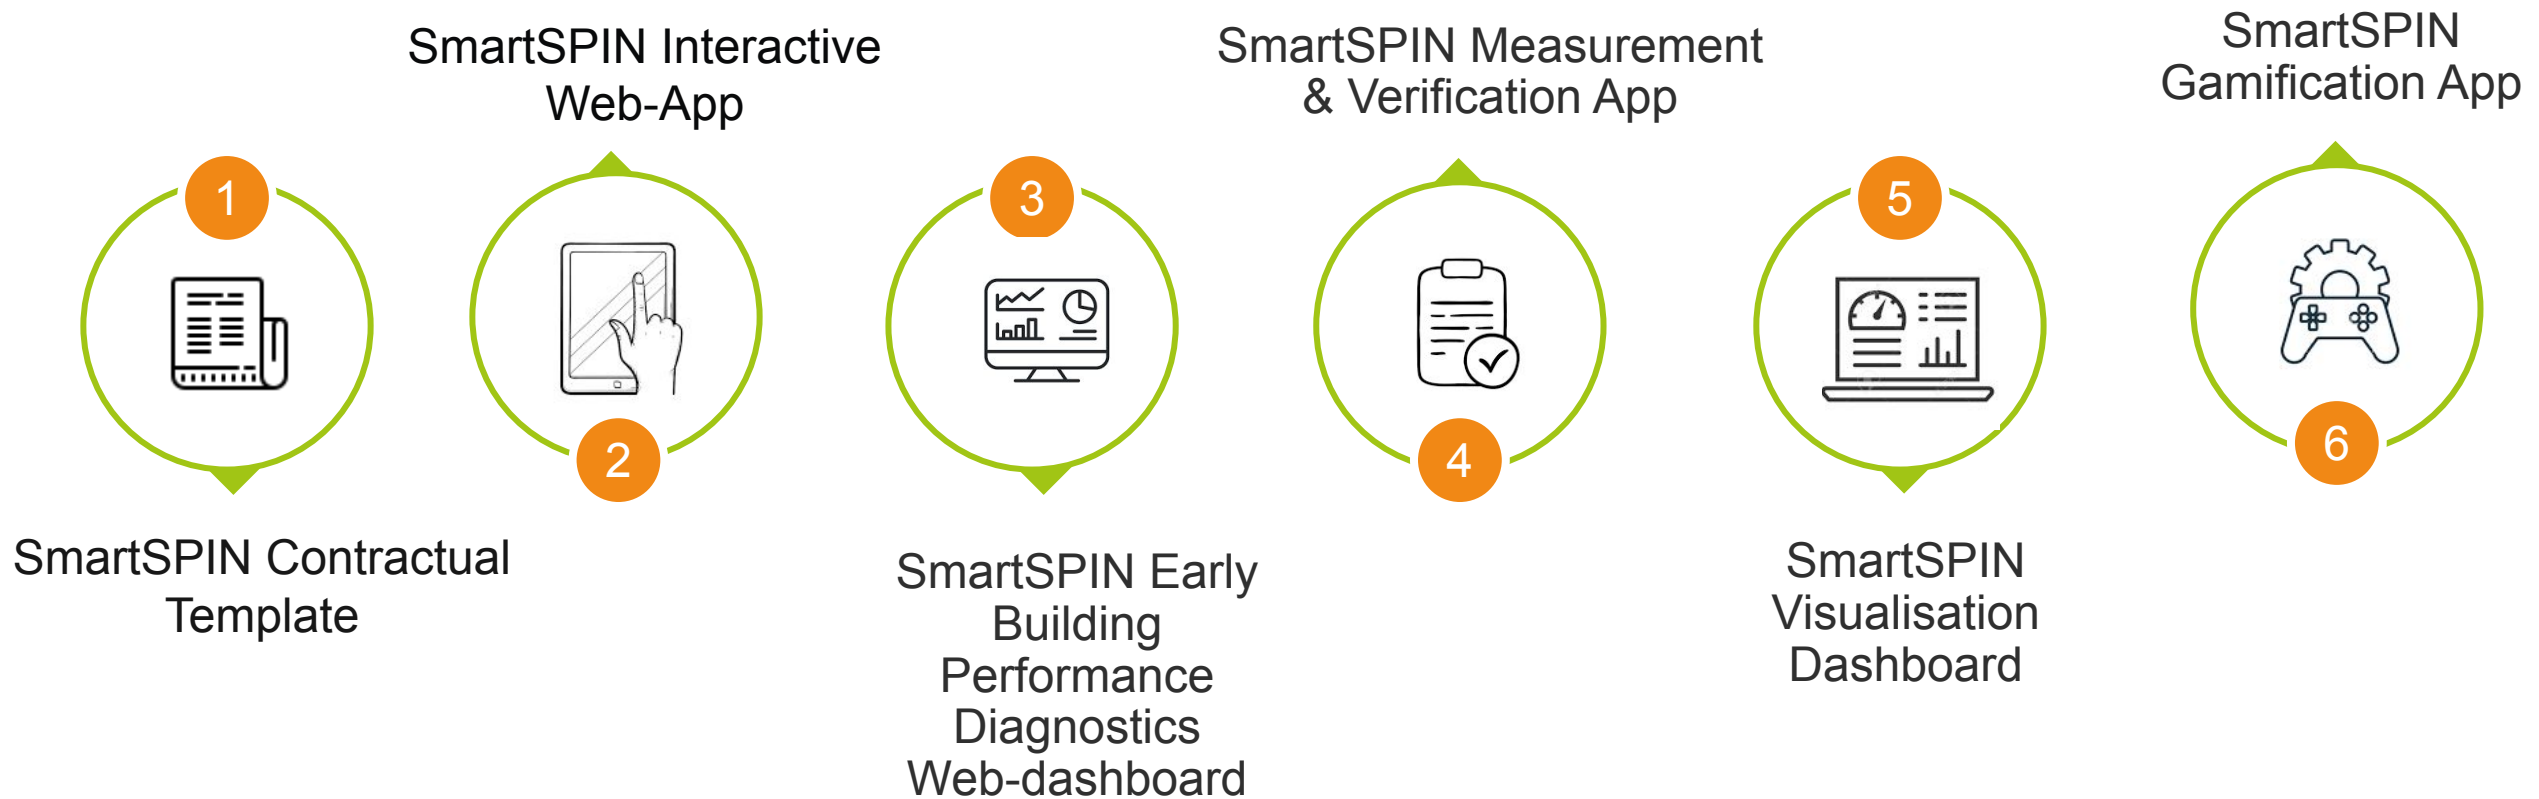 1
SmartSPIN Contractual
Template
SmartSPIN Interactive
Web-App
2
3
SmartSPIN Early
Building
Performance
Diagnostics
Web-dashboard
SmartSPIN Measurement
& Verification App
4
5
SmartSPIN
Visualisation
Dashboard
SmartSPIN
Gamification App
6